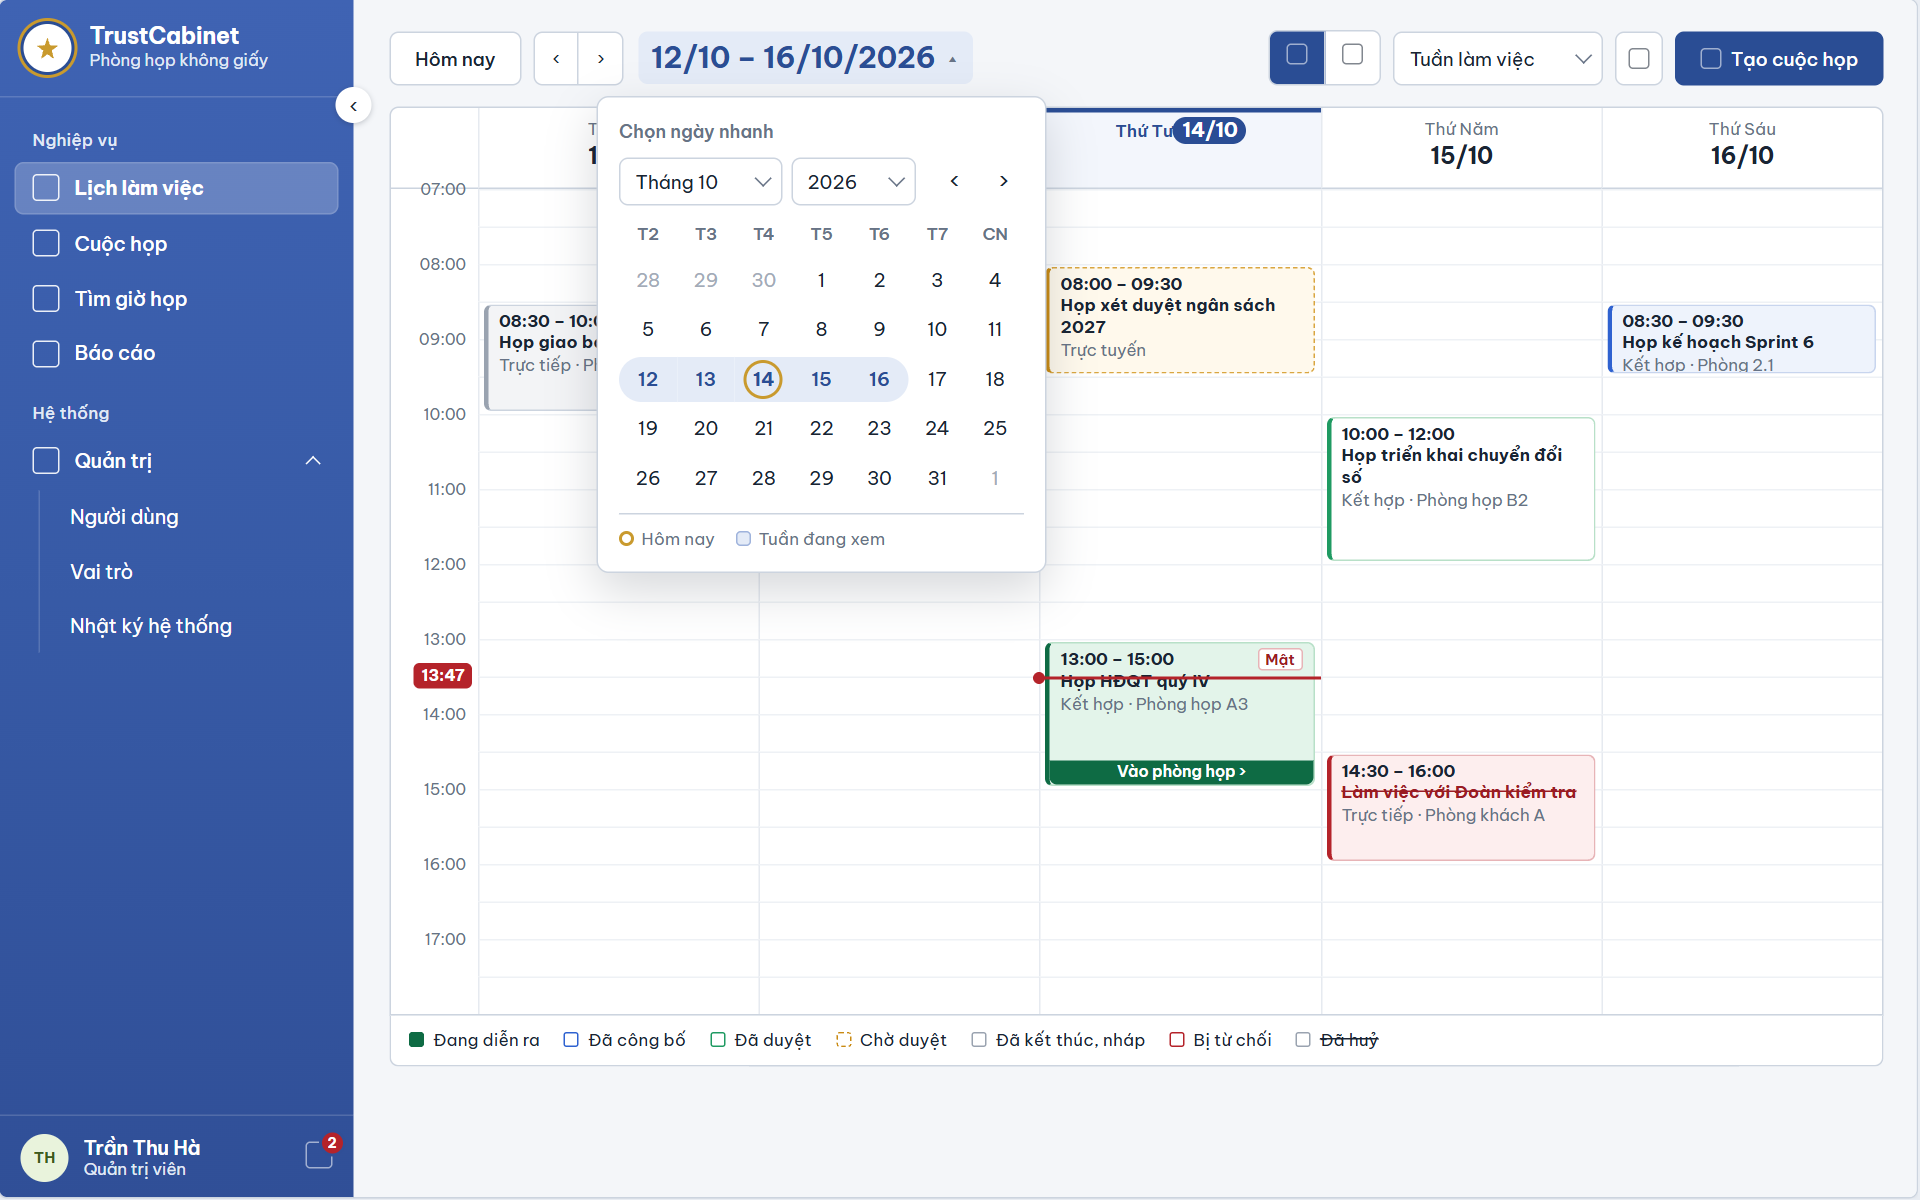 TrustCabinet
Phòng họp không giấy
Nghiệp vụ
Lịch làm việc
Cuộc họp
Tìm giờ họp
Báo cáo
Hệ thống
Quản trị
Người dùng
Vai trò
Nhật ký hệ thống
TH
Trần Thu Hà
Quản trị viên
2
Hôm nay
12/10 – 16/10/2026
Tuần làm việc
Tạo cuộc họp
Chọn ngày nhanh
Tháng 10
2026
T2 T3 T4 T5 T6 T7 CN
28 29 30 1 2 3 4
5 6 7 8 9 10 11
12 13 14 15 16 17 18
19 20 21 22 23 24 25
26 27 28 29 30 31 1
Hôm nay
Tuần đang xem
Thứ Tư 14/10
Thứ Năm
15/10
Thứ Sáu
16/10
07:00
08:00
09:00
10:00
11:00
12:00
13:00
13:47
14:00
15:00
16:00
17:00
08:30 – 10:
Họp giao
Trực tiếp ·
08:00 – 09:30
Họp xét duyệt ngân sách
2027
Trực tuyến
13:00 – 15:00
Mật
Họp HĐQT quý IV
Kết hợp · Phòng họp A3
Vào phòng họp ›
10:00 – 12:00
Họp triển khai chuyển đổi
số
Kết hợp · Phòng họp B2
14:30 – 16:00
Làm việc với Đoàn kiểm tra
Trực tiếp · Phòng khách A
08:30 – 09:30
Họp kế hoạch Sprint 6
Kết hợp · Phòng 2.1
Đang diễn ra
Đã công bố
Đã duyệt
Chờ duyệt
Đã kết thúc, nháp
Bị từ chối
Đã huỷ